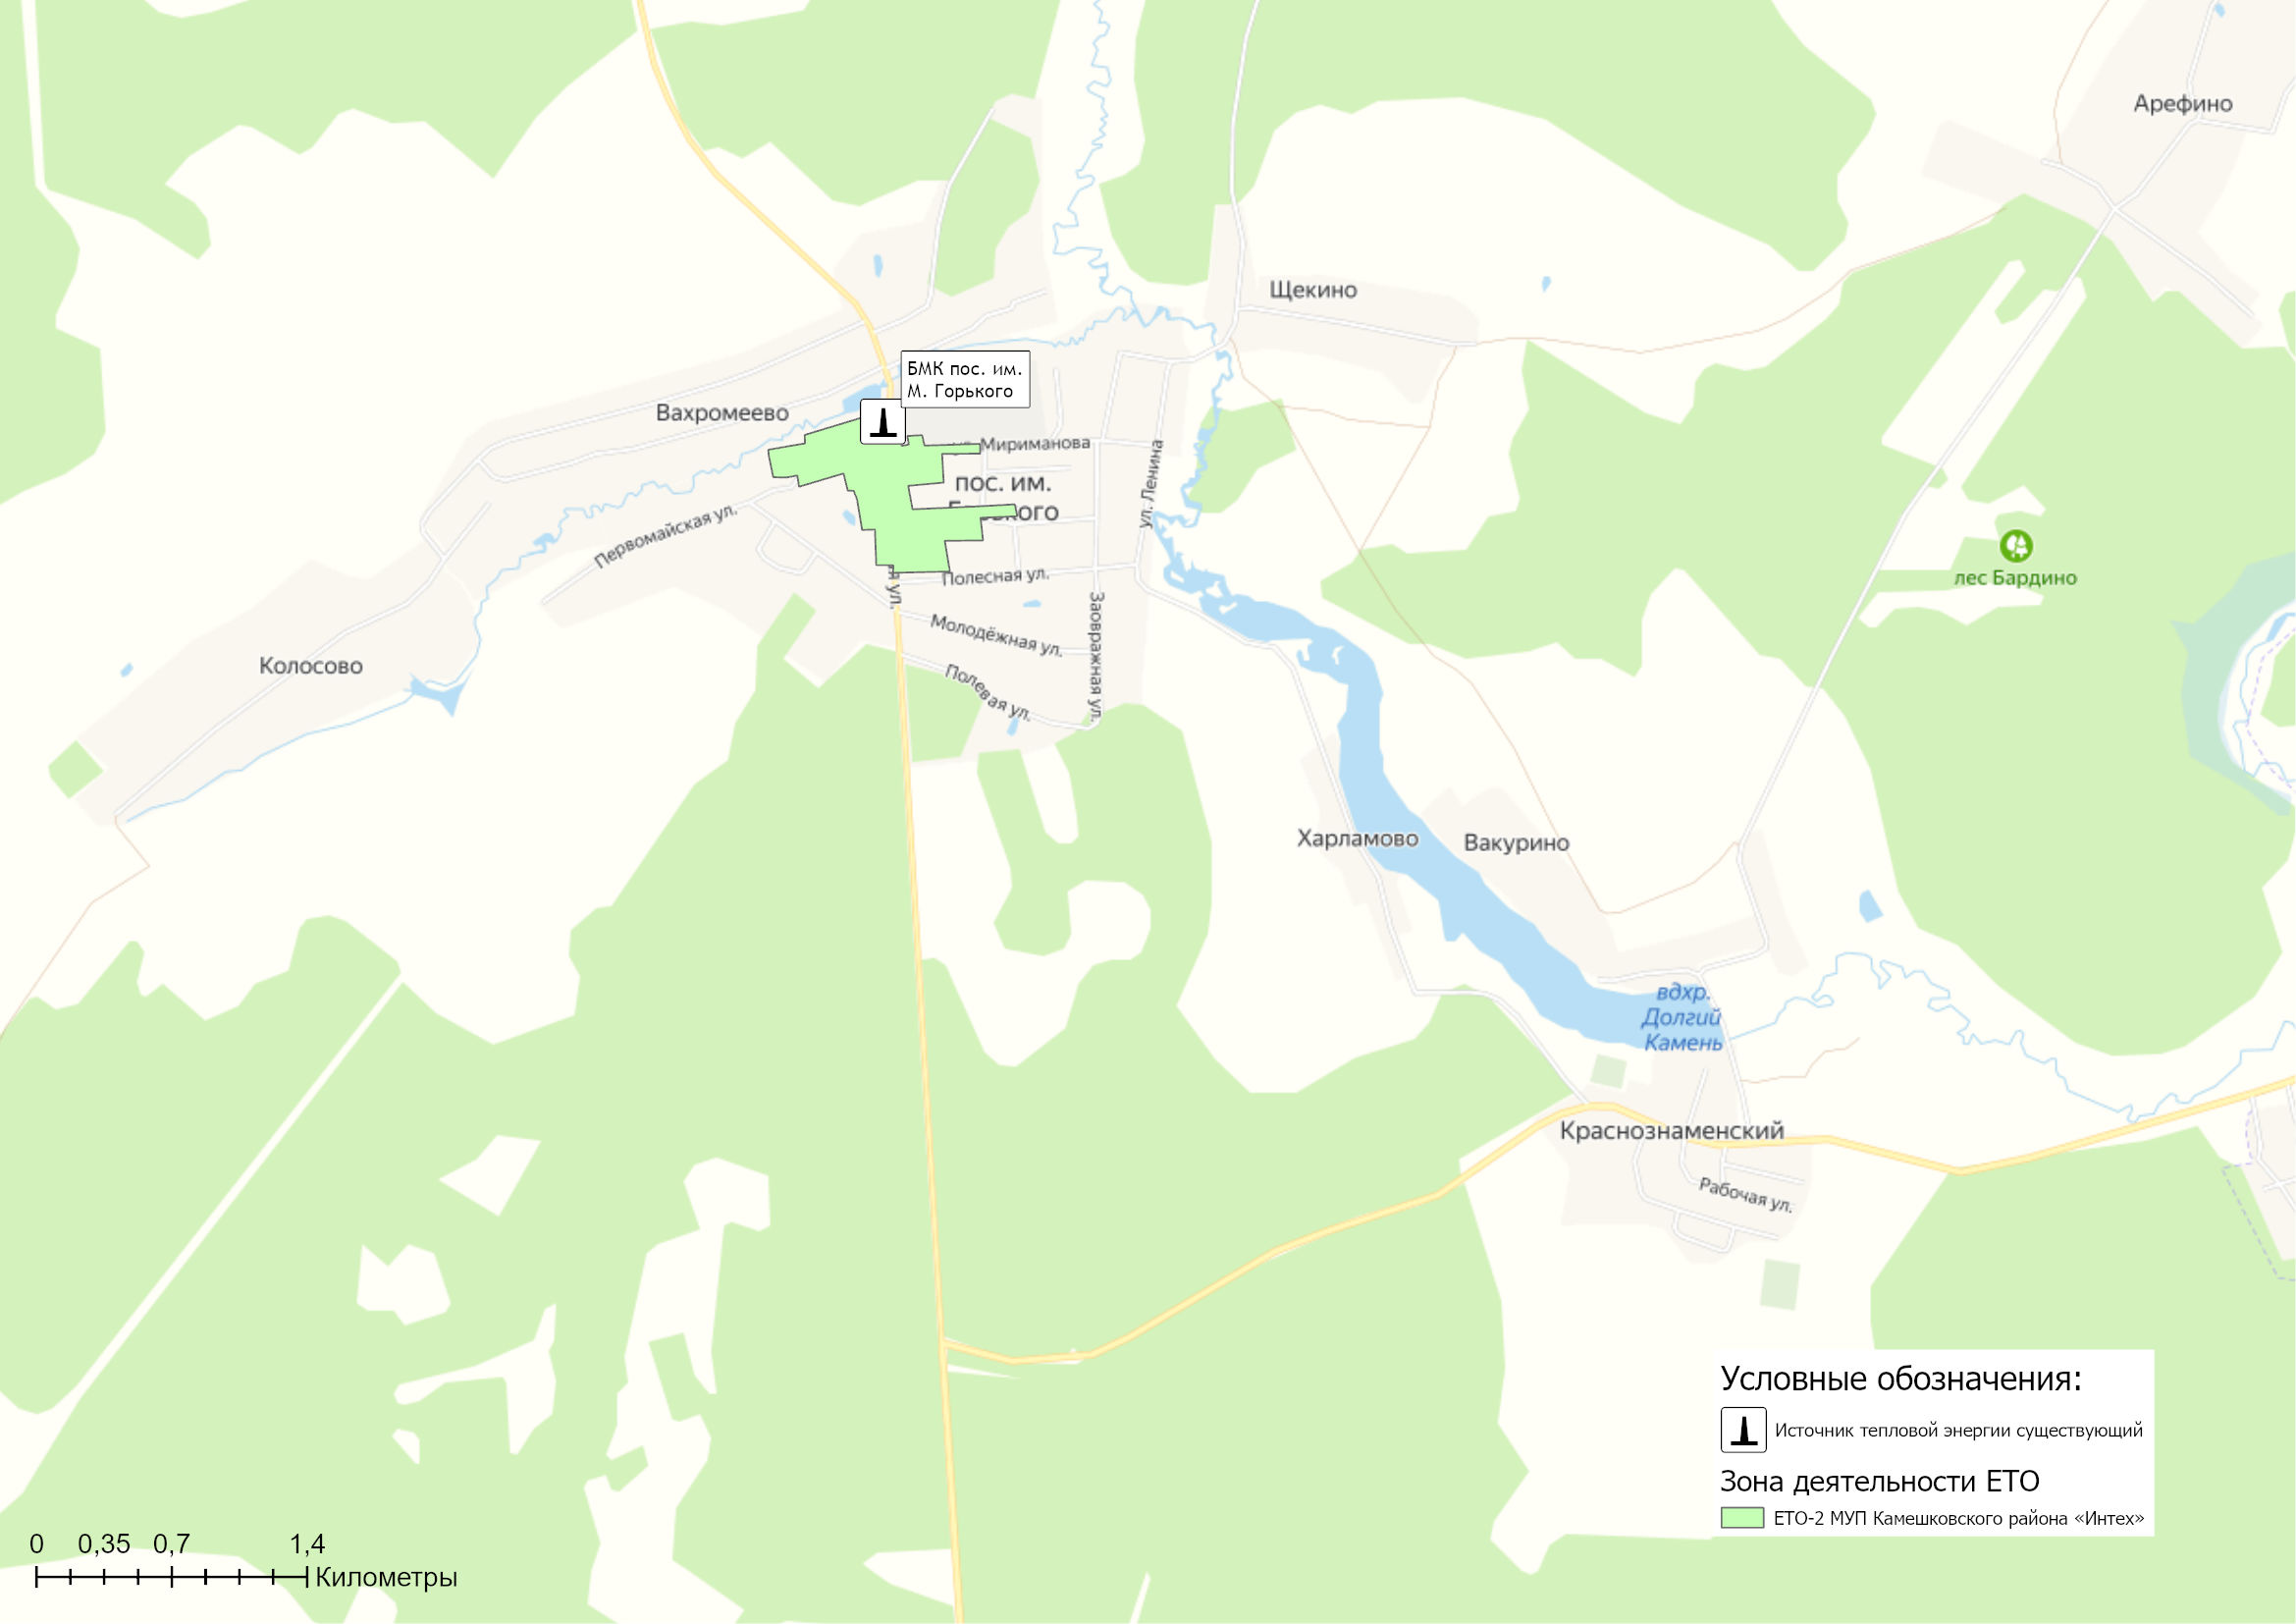 Арефино
Щекино
БМК пос. им.
М. Горького
Вахромеево
Мириманова
пос. им.
ул. Ленина
Первомайская ул.
лес Бардино
Полесная ул.
ул.
Заовражная ул.
Молодёжная ул.
Колосово
Полевая ул.
Харламово
Вакурино
вдхр.
Долгий
Камень
Краснознаменский
Рабочая ул.
Условные обозначения:
Источник тепловой энергии существующий
Зона деятельности ЕТО
ЕТО-2 МУП Камешковского района «Интех»
0 0,35 0,7 1,4
Километры